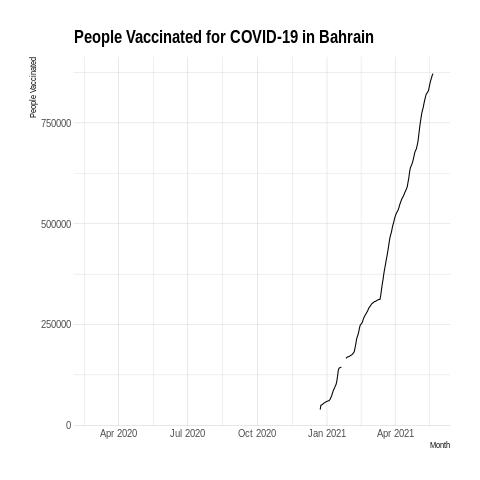 People Vaccinated for COVID-19 in Bahrain
People Vaccinated
750000
500000
250000
0
Apr 2020 Jul 2020 Oct 2020 Jan 2021 Apr 2021
Month